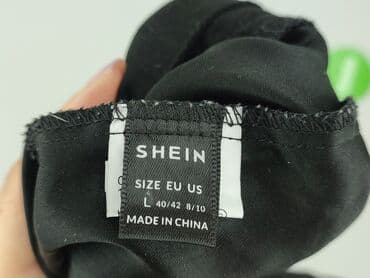 SHEIN
SIZE EU US
L 40/42 8/10
MADE IN CHINA